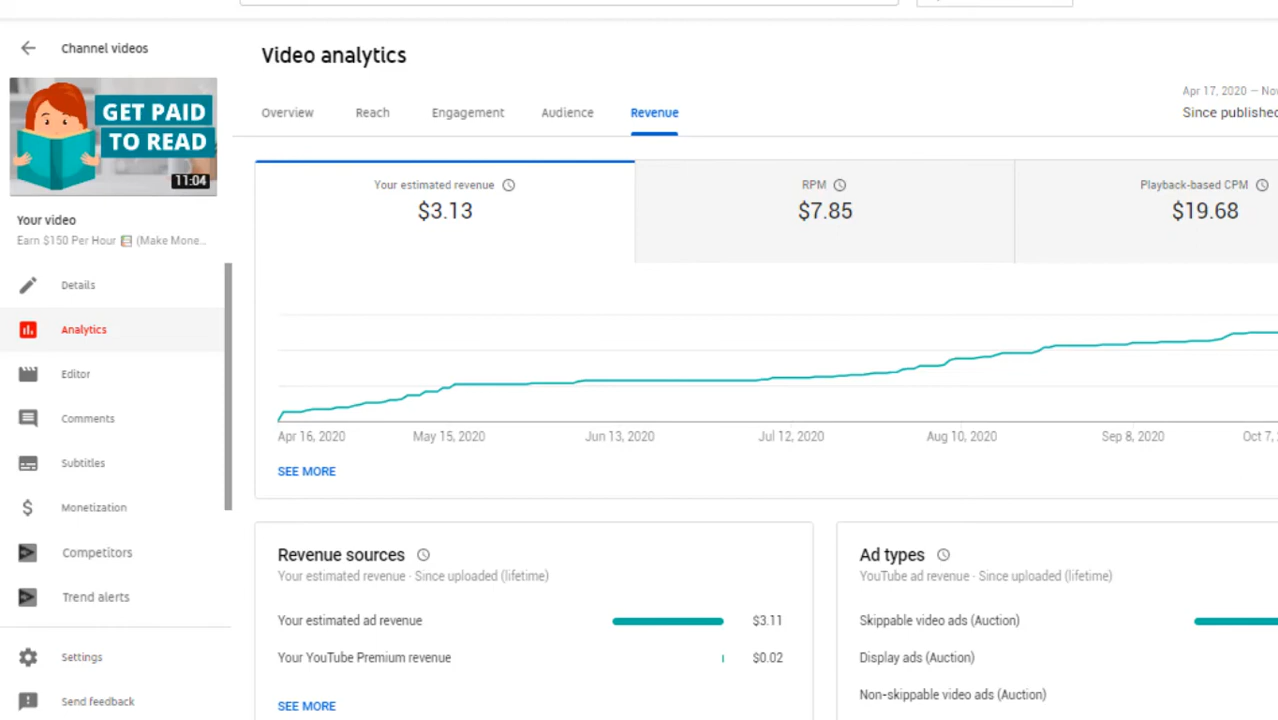 Channel videos
GET PAID
TO READ
11:04
Your video
Earn $150 Per Hour (Make Mone...
Details
Analytics
Editor
Comments
Subtitles
Monetization
Competitors
Trend alerts
Settings
Send feedback
Video analytics
Apr 17, 2020 – Nov
Since published
Overview Reach Engagement Audience Revenue
Your estimated revenue RPM Playback-based CPM
$3.13 $7.85 $19.68
Apr 16, 2020 May 15, 2020 Jun 13, 2020 Jul 12, 2020 Aug 10, 2020 Sep 8, 2020 Oct 7,
SEE MORE
Revenue sources
Your estimated revenue · Since uploaded (lifetime)
Your estimated ad revenue $3.11
Your YouTube Premium revenue $0.02
SEE MORE
Ad types
YouTube ad revenue · Since uploaded (lifetime)
Skippable video ads (Auction)
Display ads (Auction)
Non-skippable video ads (Auction)